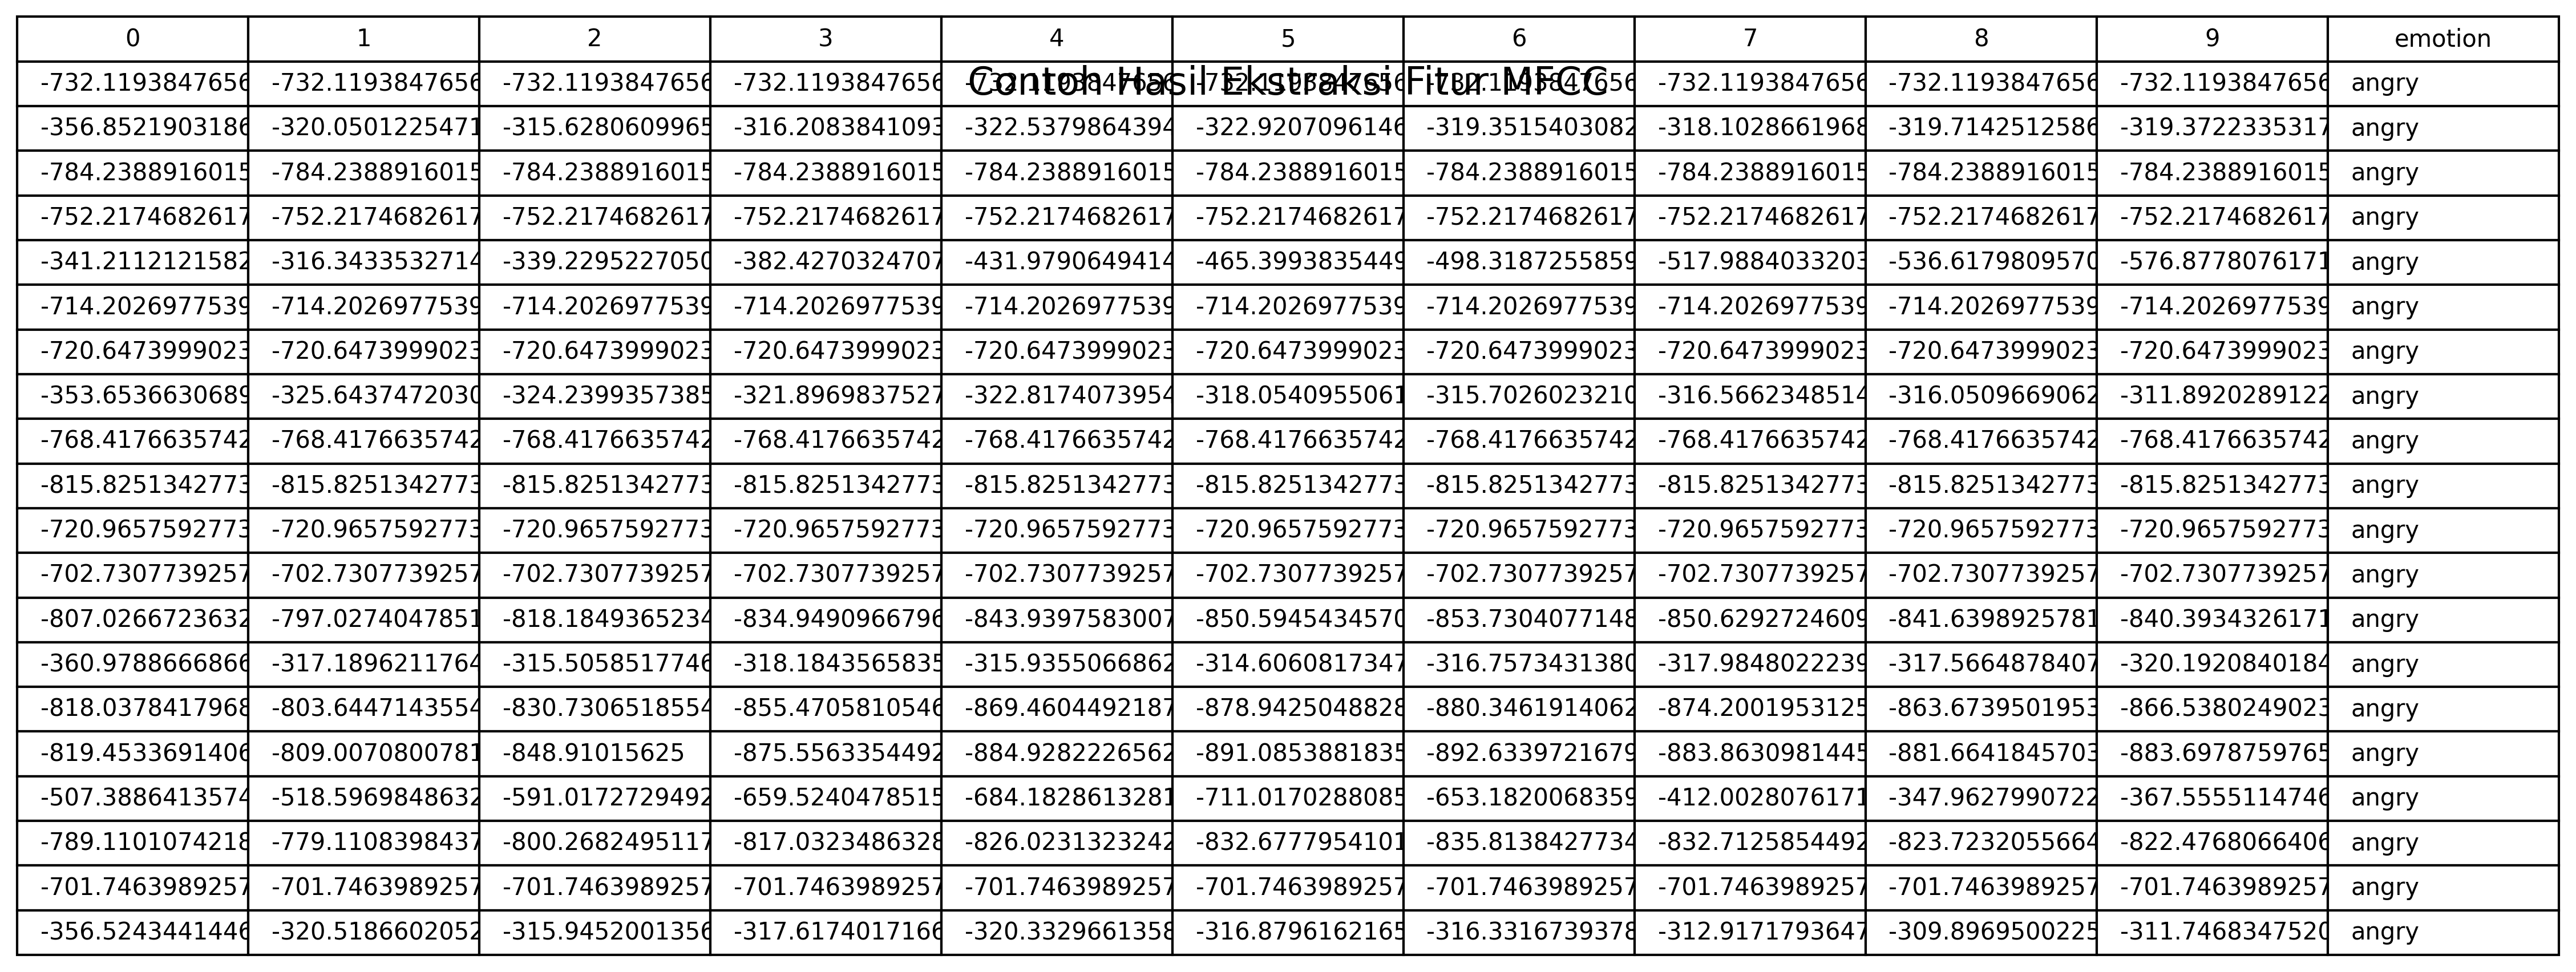 0 1 2 3 4 5 6 7 8 9 emotion
Contoh Hasil Ekstraksi Fitur MFCC
-732.1193847656 -732.1193847656 -732.1193847656 -732.1193847656 -732.1193847656 -732.1193847656 -732.1193847656 -732.1193847656 -732.1193847656 -732.1193847656 angry
-356.8521903186 -320.0501225471 -315.6280609965 -316.2083841093 -322.5379864394 -322.9207096146 -319.3515403082 -318.1028661968 -319.7142512586 -319.3722335317 angry
-784.2388916015 -784.2388916015 -784.2388916015 -784.2388916015 -784.2388916015 -784.2388916015 -784.2388916015 -784.2388916015 -784.2388916015 -784.2388916015 angry
-752.2174682617 -752.2174682617 -752.2174682617 -752.2174682617 -752.2174682617 -752.2174682617 -752.2174682617 -752.2174682617 -752.2174682617 -752.2174682617 angry
-341.2112121582 -316.3433532714 -339.2295227050 -382.4270324707 -431.9790649414 -465.3993835449 -498.3187255859 -517.9884033203 -536.6179809570 -576.8778076171 angry
-714.2026977539 -714.2026977539 -714.2026977539 -714.2026977539 -714.2026977539 -714.2026977539 -714.2026977539 -714.2026977539 -714.2026977539 -714.2026977539 angry
-720.6473999023 -720.6473999023 -720.6473999023 -720.6473999023 -720.6473999023 -720.6473999023 -720.6473999023 -720.6473999023 -720.6473999023 -720.6473999023 angry
-353.6536630689 -325.6437472030 -324.2399357385 -321.8969837527 -322.8174073954 -318.0540955061 -315.7026023210 -316.5662348514 -316.0509669062 -311.8920289122 angry
-768.4176635742 -768.4176635742 -768.4176635742 -768.4176635742 -768.4176635742 -768.4176635742 -768.4176635742 -768.4176635742 -768.4176635742 -768.4176635742 angry
-815.8251342773 -815.8251342773 -815.8251342773 -815.8251342773 -815.8251342773 -815.8251342773 -815.8251342773 -815.8251342773 -815.8251342773 -815.8251342773 angry
-720.9657592773 -720.9657592773 -720.9657592773 -720.9657592773 -720.9657592773 -720.9657592773 -720.9657592773 -720.9657592773 -720.9657592773 -720.9657592773 angry
-702.7307739257 -702.7307739257 -702.7307739257 -702.7307739257 -702.7307739257 -702.7307739257 -702.7307739257 -702.7307739257 -702.7307739257 -702.7307739257 angry
-807.0266723632 -797.0274047851 -818.1849365234 -834.9490966796 -843.9397583007 -850.5945434570 -853.7304077148 -850.6292724609 -841.6398925781 -840.3934326171 angry
-360.9788666866 -317.1896211764 -315.5058517746 -318.1843565835 -315.9355066862 -314.6060817347 -316.7573431380 -317.9848022239 -317.5664878407 -320.1920840184 angry
-818.0378417968 -803.6447143554 -830.7306518554 -855.4705810546 -869.4604492187 -878.9425048828 -880.3461914062 -874.2001953125 -863.6739501953 -866.5380249023 angry
-819.4533691406 -809.0070800781 -848.91015625 -875.5563354492 -884.9282226562 -891.0853881835 -892.6339721679 -883.8630981445 -881.6641845703 -883.6978759765 angry
-507.3886413574 -518.5969848632 -591.0172729492 -659.5240478515 -684.1828613281 -711.0170288085 -653.1820068359 -412.0028076171 -347.9627990722 -367.5555114746 angry
-789.1101074218 -779.1108398437 -800.2682495117 -817.0323486328 -826.0231323242 -832.6777954101 -835.8138427734 -832.7125854492 -823.7232055664 -822.4768066406 angry
-701.7463989257 -701.7463989257 -701.7463989257 -701.7463989257 -701.7463989257 -701.7463989257 -701.7463989257 -701.7463989257 -701.7463989257 -701.7463989257 angry
-356.5243441446 -320.5186602052 -315.9452001356 -317.6174017166 -320.3329661358 -316.8796162165 -316.3316739378 -312.9171793647 -309.8969500225 -311.7468347520 angry